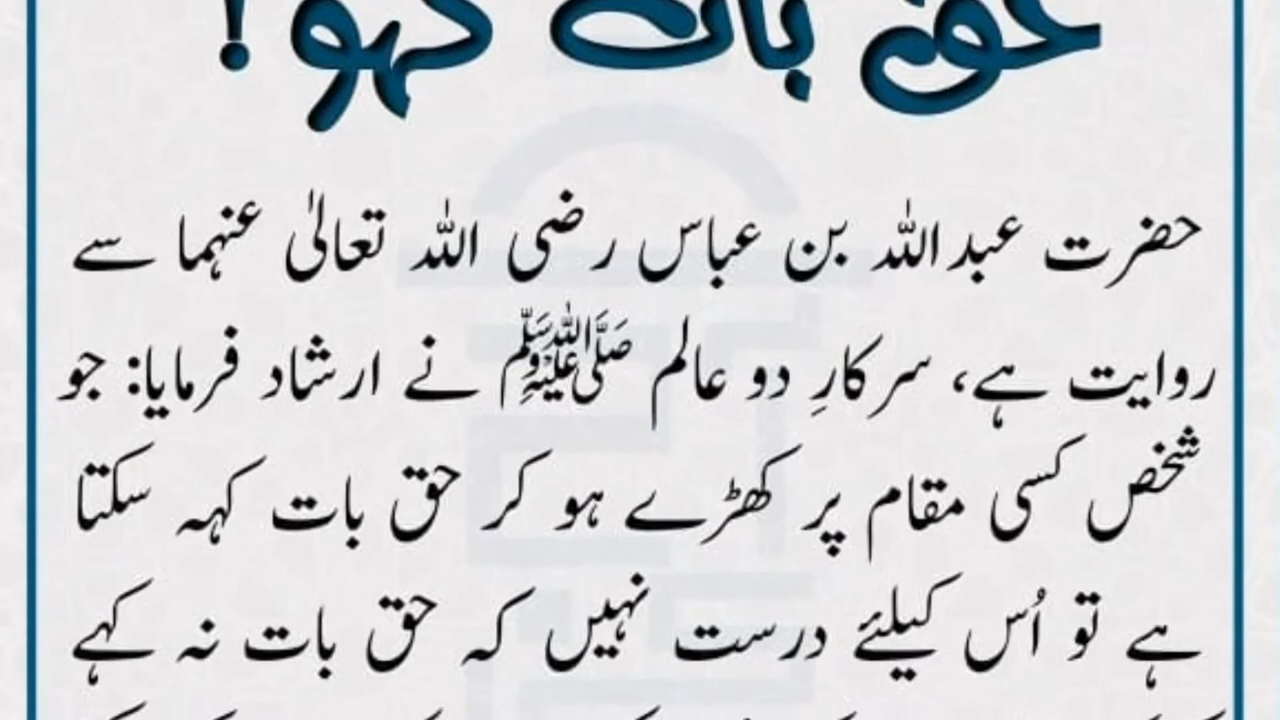 حق بات کہو!
حضرت عبداللہ بن عباس رضی اللہ تعالیٰ عنہما سے
روایت ہے، سرکارِ دو عالم ﷺ نے ارشاد فرمایا: جو
شخص کسی مقام پر کھڑے ہو کر حق بات کہہ سکتا
ہے تو اُس کیلئے درست نہیں کہ حق بات نہ کہے